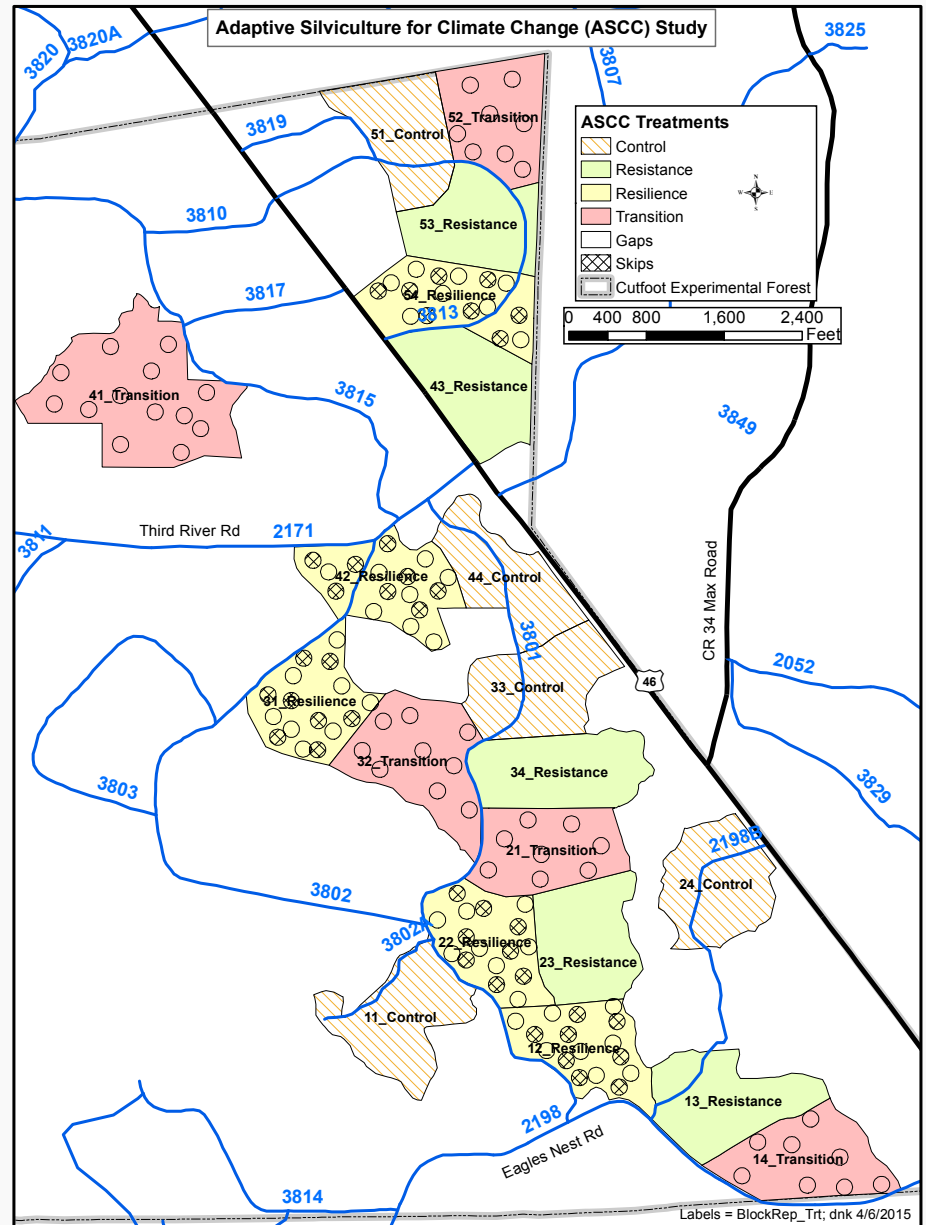 Adaptive Silviculture for Climate Change (ASCC) Study
3820
3820A
3807
3825
ASCC Treatments
Control
Resistance
Resilience
Transition
Gaps
Skips
Cutfoot Experimental Forest
N
W E
S
0 400 800 1,600 2,400
Feet
3819
51_Control
52_Transition
3810
53_Resistance
3817
54_Resilience
3813
43_Resistance
41_Transition
3815
3849
Third River Rd
2171
3811
42_Resilience
44_Control
3801
CR 34 Max Road
33_Control
46
2052
31_Resilience
32_Transition
34_Resistance
3803
3829
21_Transition
2198B
24_Control
3802
3802A
22_Resilience
23_Resistance
11_Control
12_Resilience
13_Resistance
2198
Eagles Nest Rd
14_Transition
3814
Labels = BlockRep_Trt; dnk 4/6/2015